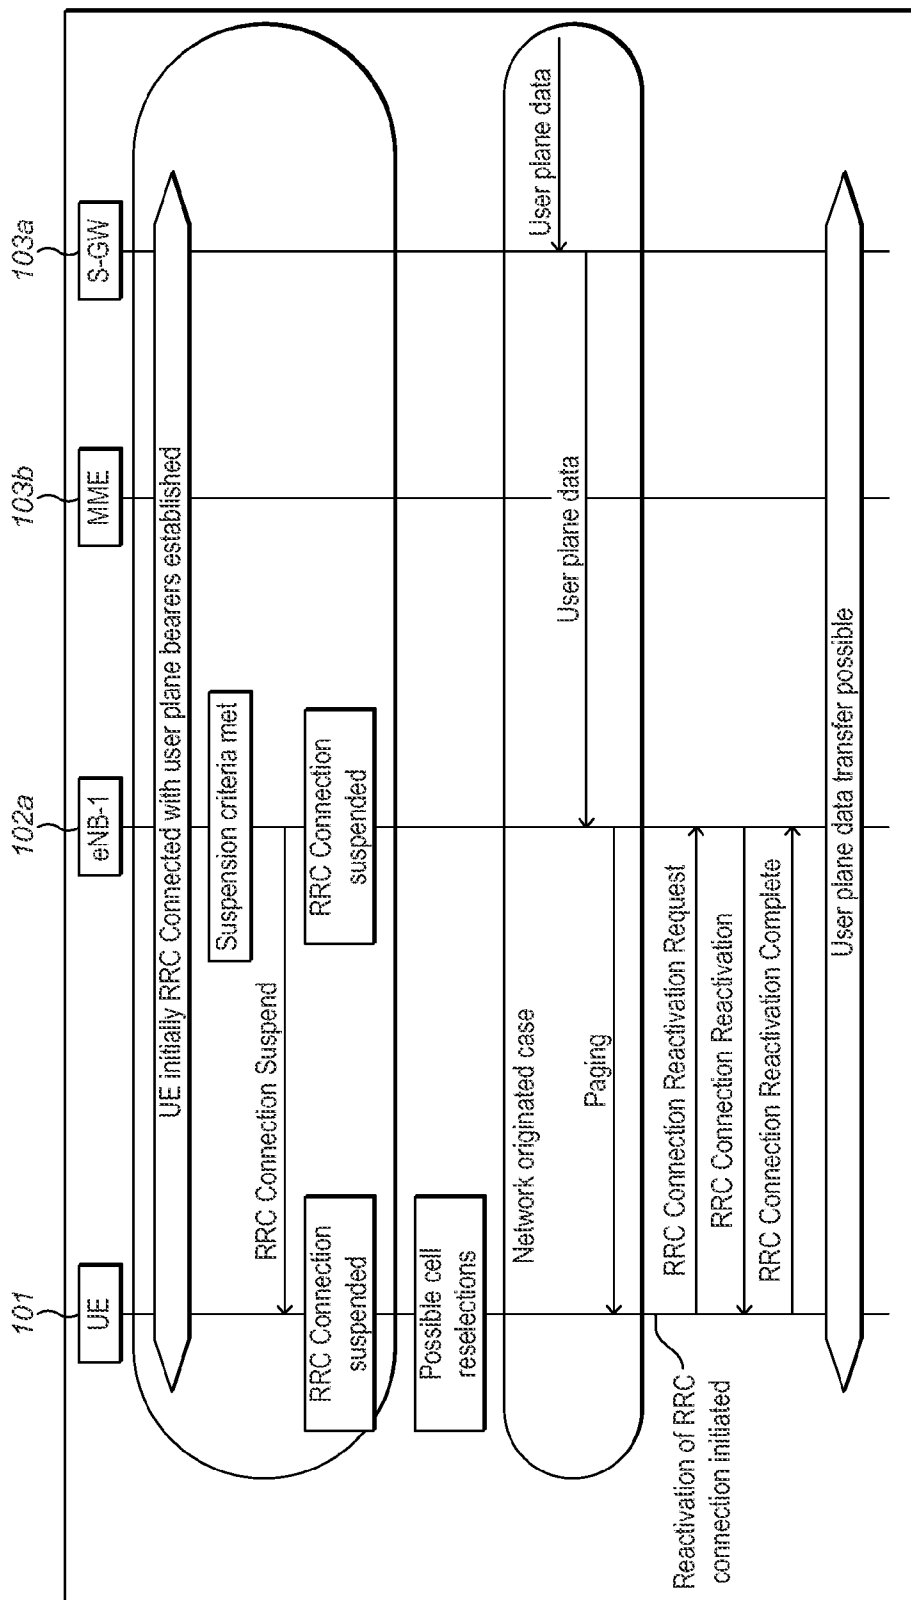 101
102a
103b
103a
UE
eNB-1
MME
S-GW
UE initially RRC Connected with user plane bearers established
Suspension criteria met
RRC Connection Suspend
RRC Connection
suspended
RRC Connection
suspended
Possible cell
reselections
Network originated case
User plane data
User plane data
Paging
Reactivation of RRC
connection initiated
RRC Connection Reactivation Request
RRC Connection Reactivation
RRC Connection Reactivation Complete
User plane data transfer possible